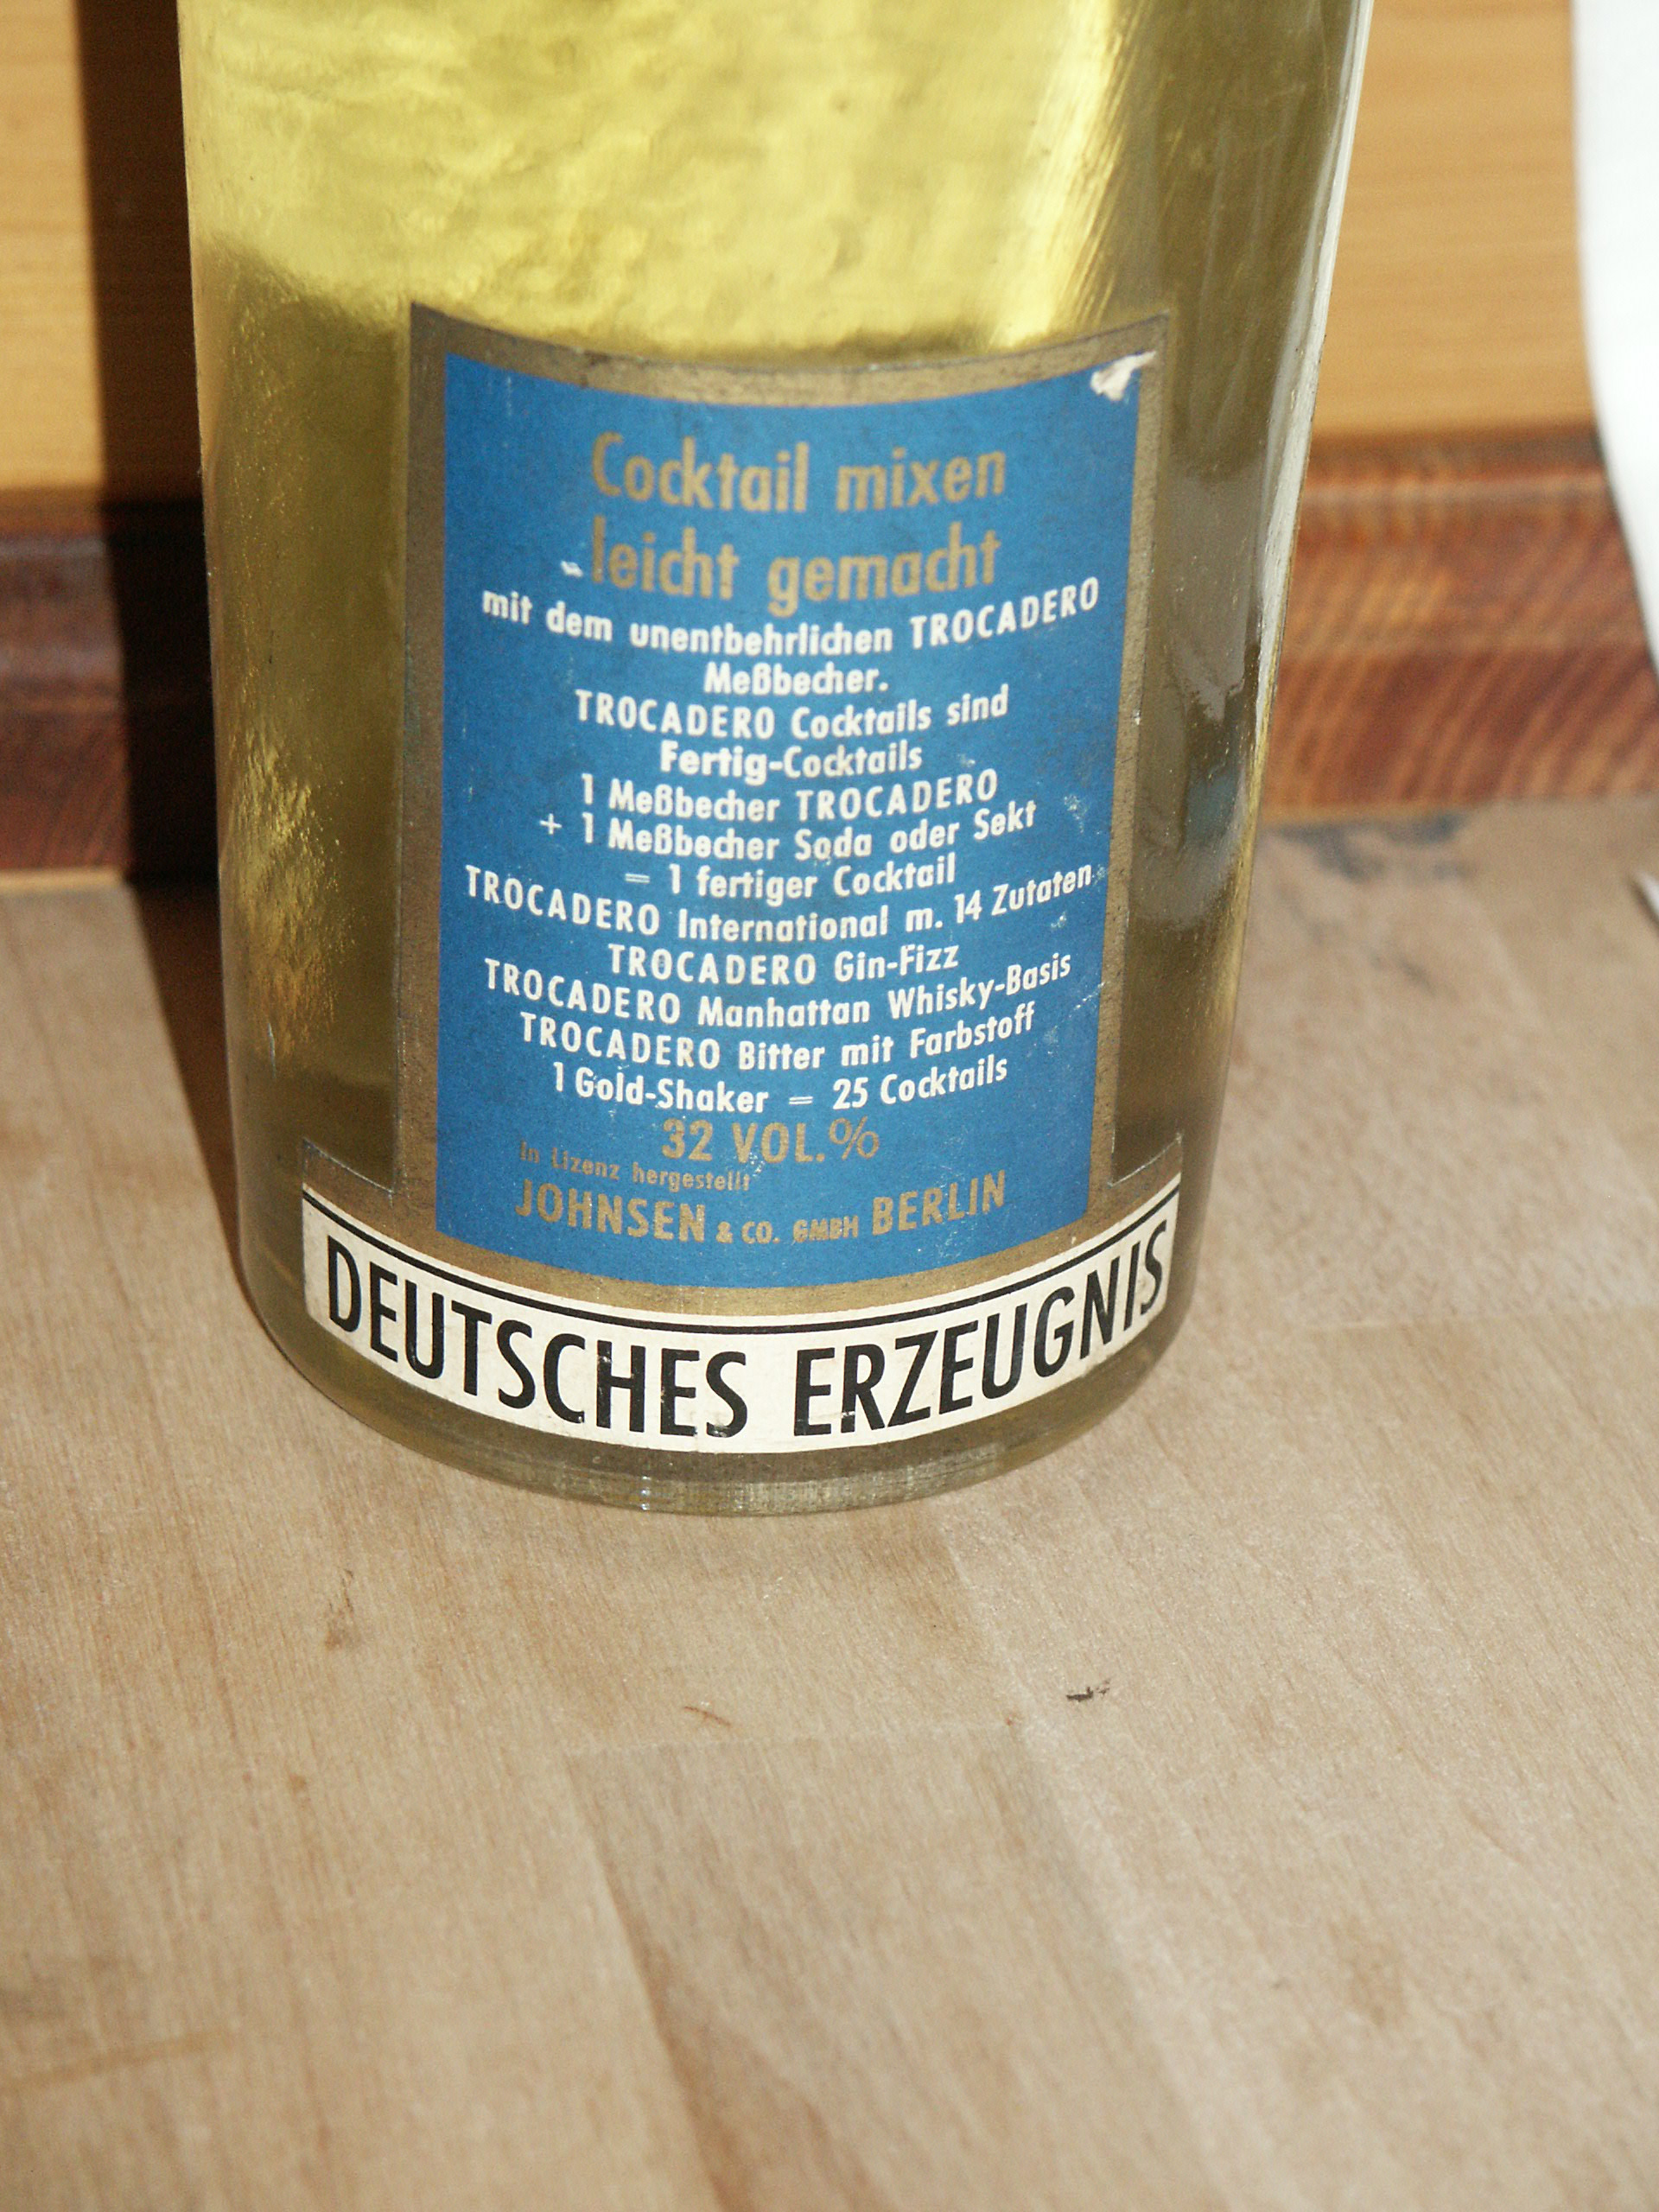 Cocktail mixen
leicht gemacht
mit dem unentbehrlichen TROCADERO
Meßbecher.
TROCADERO Cocktails sind
Fertig-Cocktails
1 Meßbecher TROCADERO
+ 1 Meßbecher Soda oder Sekt
= 1 fertiger Cocktail
TROCADERO International m. 14 Zutaten
TROCADERO Gin-Fizz
TROCADERO Manhattan Whisky-Basis
TROCADERO Bitter mit Farbstoff
1 Gold-Shaker = 25 Cocktails
32 VOL.%
In Lizenz hergestellt
JOHNSEN & CO. GMBH BERLIN
DEUTSCHES ERZEUGNIS